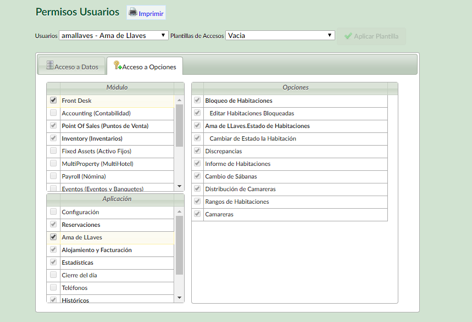 Permisos Usuarios Imprimir
Usuarios amallaves - Ama de Llaves Plantillas de Accesos Vacia Aplicar Plantilla
Acceso a Datos Acceso a Opciones
Módulo
Front Desk
Accounting (Contabilidad)
Point Of Sales (Puntos de Venta)
Inventory (Inventarios)
Fixed Assets (Activo Fijos)
MultiProperty (MultiHotel)
Payroll (Nómina)
Eventos (Eventos y Banquetes)
Aplicación
Configuración
Reservaciones
Ama de LLaves
Alojamiento y Facturación
Estadísticas
Cierre del día
Teléfonos
Históricos
Opciones
Bloqueo de Habitaciones
Editar Habitaciones Bloqueadas
Ama de LLaves.Estado de Habitaciones
Cambiar de Estado la Habitación
Discrepancias
Informe de Habitaciones
Cambio de Sábanas
Distribución de Camareras
Rangos de Habitaciones
Camareras